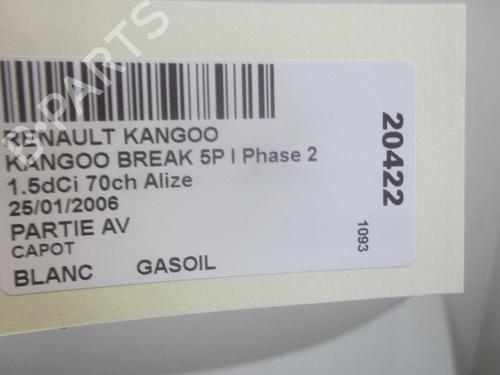 RENAULT KANGOO
KANGOO BREAK 5P I Phase 2
1.5dCi 70ch Alize
25/01/2006
PARTIE AV
CAPOT
BLANC GASOIL
20422
1093
B-PARTS